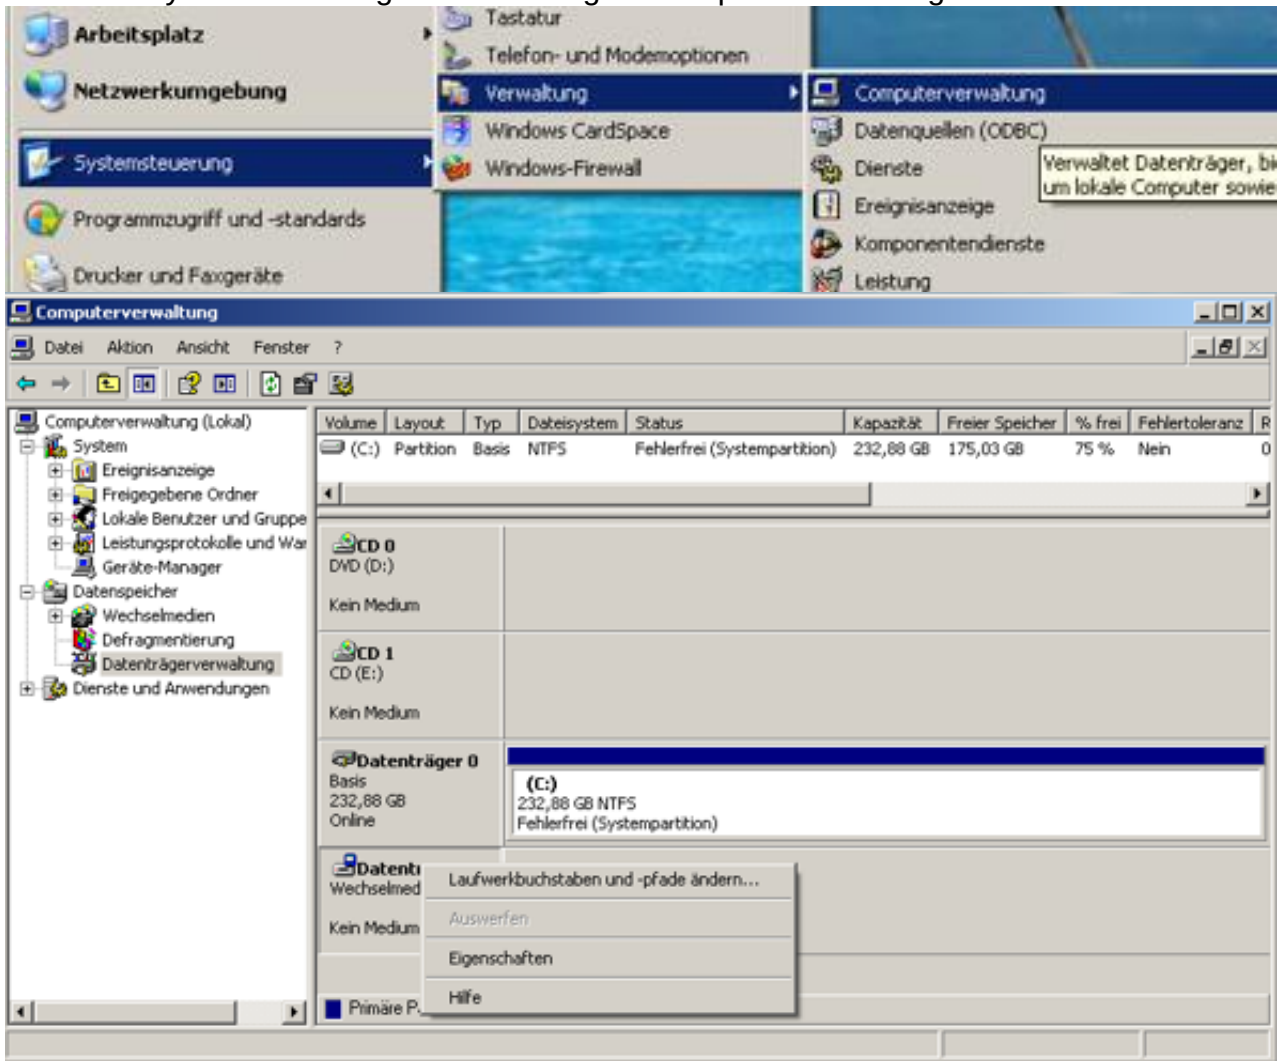 Arbeitsplatz
Netzwerkumgebung
Systemsteuerung
Programmzugriff und -standards
Drucker und Faxgeräte
Tastatur
Telefon- und Modemoptionen
Verwaltung
Windows CardSpace
Windows-Firewall
Computerverwaltung
Datenquellen (ODBC)
Dienste
Ereignisanzeige
Komponentendienste
Leistung
Verwaltet Datenträger,
um lokale Computer sowie
Computerverwaltung
Datei Aktion Ansicht Fenster ?
Computerverwaltung (Lokal)
System
Ereignisanzeige
Freigegebene Ordner
Lokale Benutzer und Gruppe
Leistungsprotokolle und War
Geräte-Manager
Datenspeicher
Wechselmedien
Defragmentierung
Datenträgerverwaltung
Dienste und Anwendungen
Volume Layout Typ Dateisystem Status Kapazität Freier Speicher % frei Fehlertoleranz
(C:) Partition Basis NTFS Fehlerfrei (Systempartition) 232,88 GB 175,03 GB 75 % Nein
CD 0
DVD (D:)
Kein Medium
CD 1
CD (E:)
Kein Medium
Datenträger 0
Basis
232,88 GB
Online
(C:)
232,88 GB NTFS
Fehlerfrei (Systempartition)
Datentr
Wechselmed
Kein Medium
Laufwerkbuchstaben und -pfade ändern...
Auswerfen
Eigenschaften
Hilfe
Primäre P